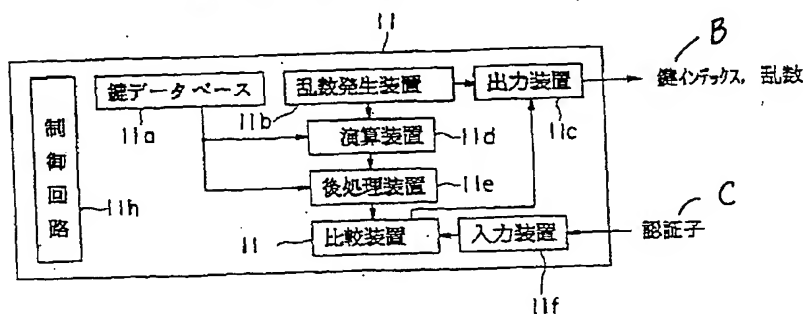 11
B
鍵データベース
乱数発生装置
出力装置
鍵インデックス, 乱数
11a
11b
11c
制御回路
演算装置
11d
後処理装置
11e
11h
C
11
比較装置
入力装置
認証子
11f